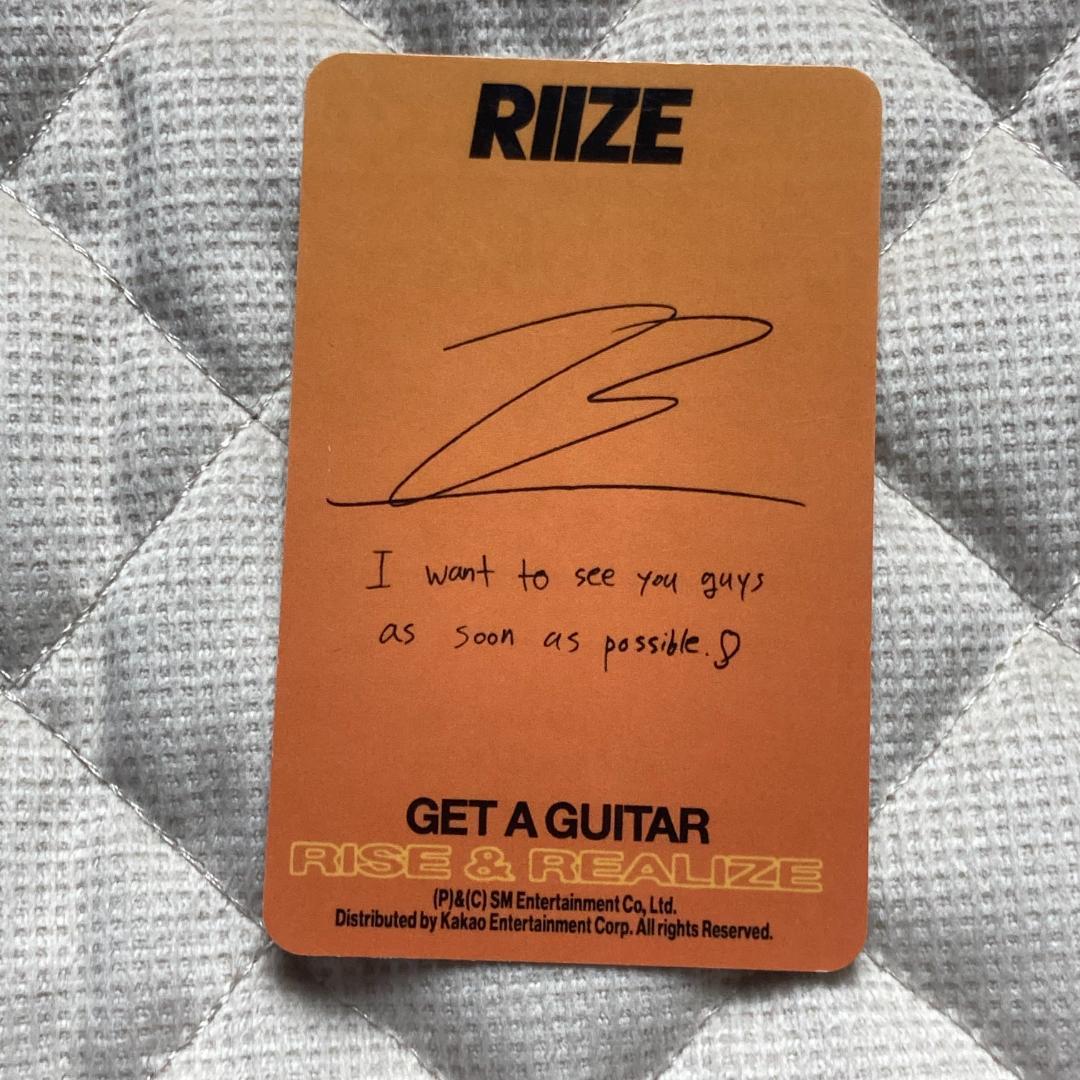 RIIZE
I want to see you guys
as soon as possible.
GET A GUITAR
RISE & REALIZE
(P)&(C) SM Entertainment Co, Ltd.
Distributed by Kakao Entertainment Corp. All rights Reserved.